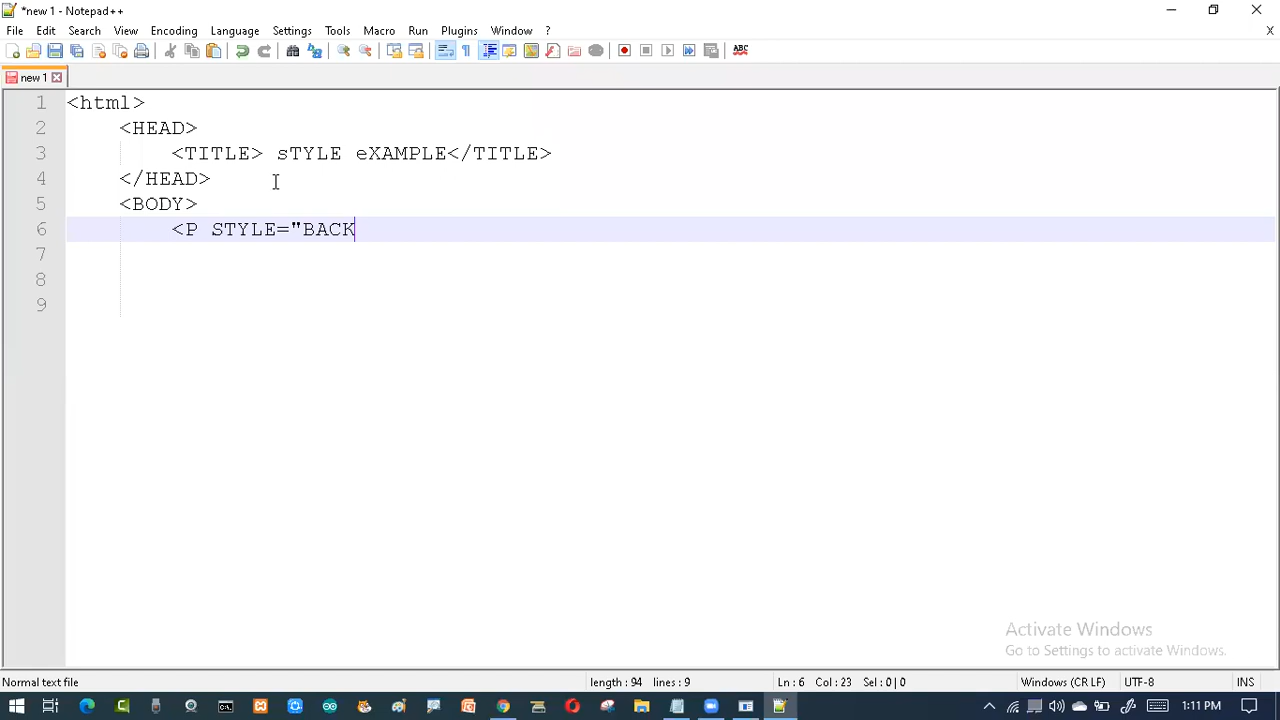 *new 1 - Notepad++
File Edit Search View Encoding Language Settings Tools Macro Run Plugins Window ? X
ABC
new 1
1 <html>
2 <HEAD>
3 <TITLE> sTYLE eXAMPLE</TITLE>
4 </HEAD>
5 <BODY>
6 <P STYLE="BACK
7
8
9
Activate Windows
Go to Settings to activate Windows.
Normal text file length : 94 lines : 9 Ln : 6 Col : 23 Sel : 0 | 0 Windows (CR LF) UTF-8 INS
1:11 PM